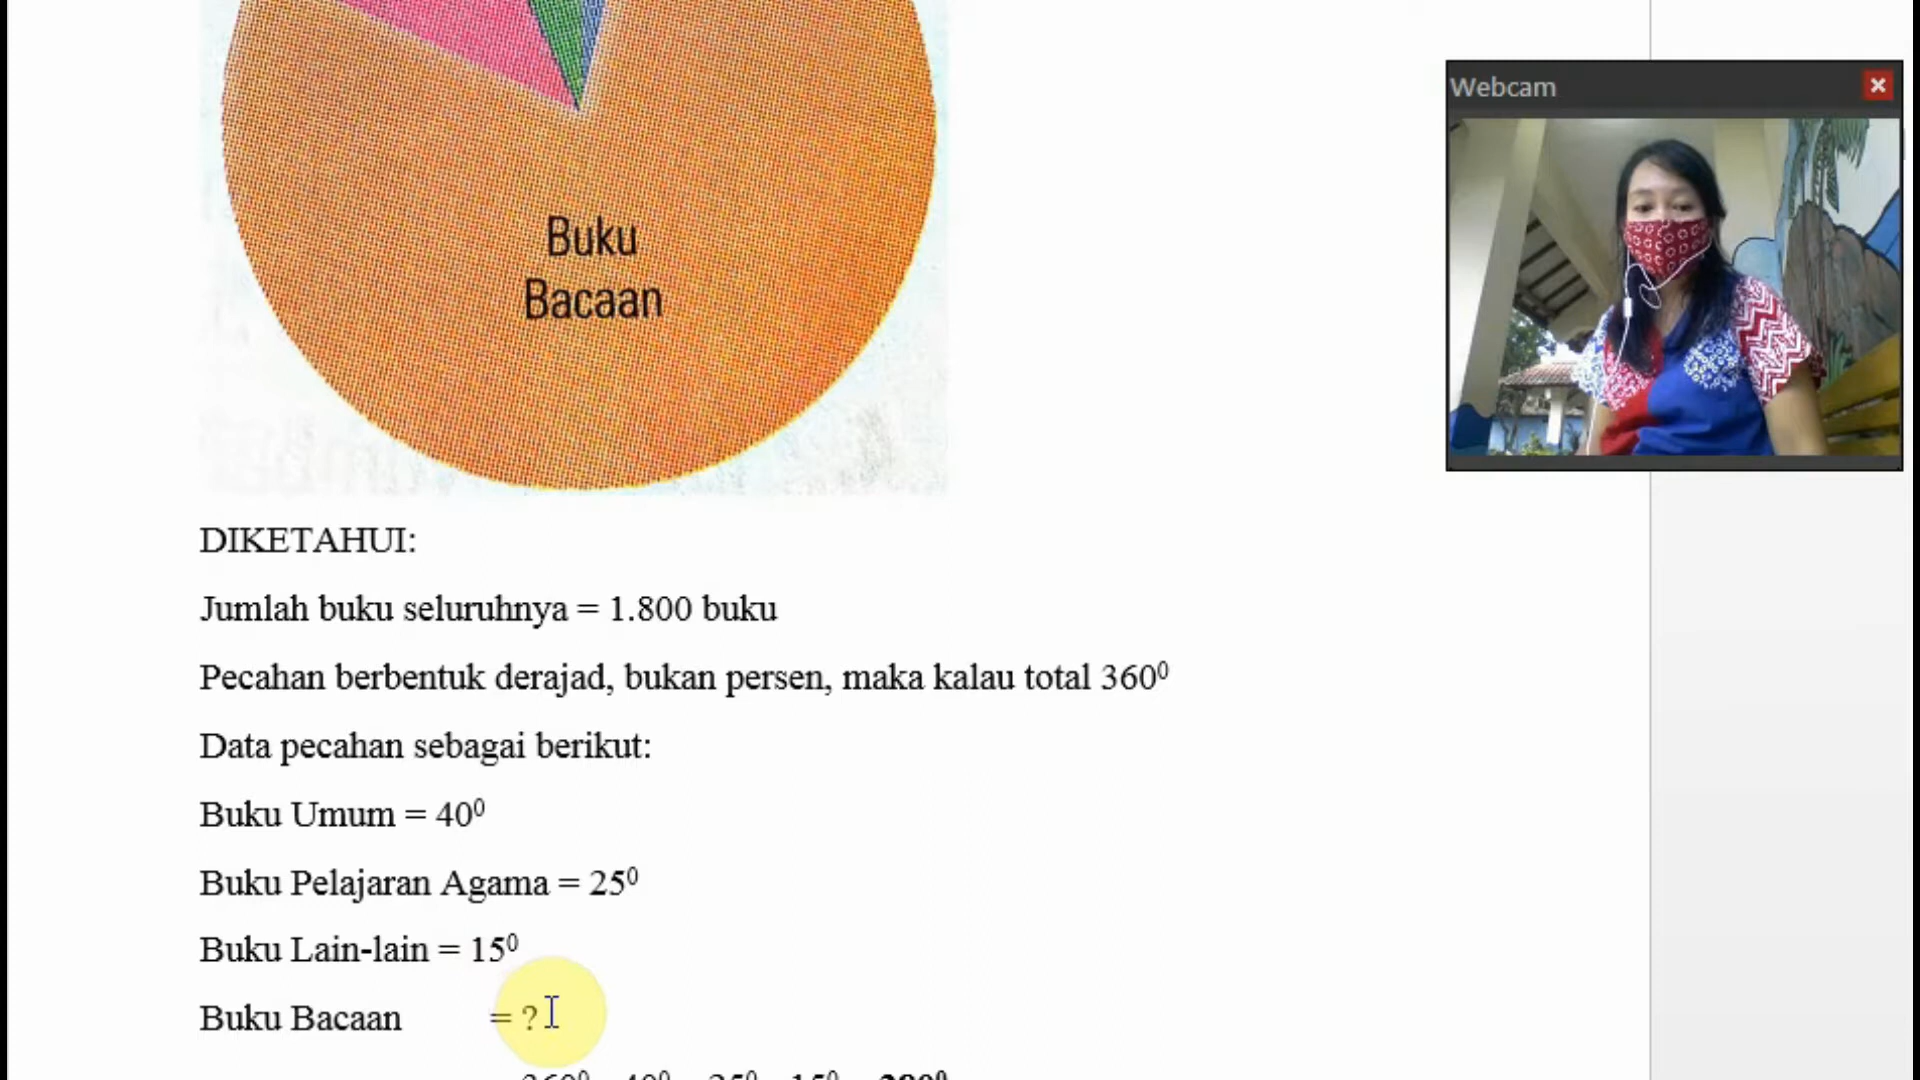 Webcam
Buku
Bacaan
DIKETAHUI:
Jumlah buku seluruhnya = 1.800 buku
Pecahan berbentuk derajad, bukan persen, maka kalau total 360⁰
Data pecahan sebagai berikut:
Buku Umum = 40⁰
Buku Pelajaran Agama = 25⁰
Buku Lain-lain = 15⁰
Buku Bacaan = ?